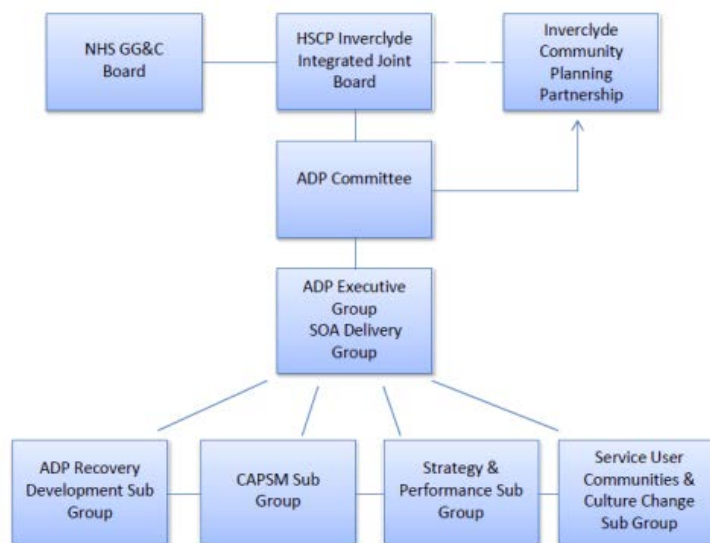 NHS GG&C
Board
HSCP Inverclyde
Integrated Joint
Board
Inverclyde
Community
Planning
Partnership
ADP Committee
ADP Executive
Group
SOA Delivery
Group
ADP Recovery
Development Sub
Group
CAPSM Sub
Group
Strategy &
Performance Sub
Group
Service User
Communities &
Culture Change
Sub Group